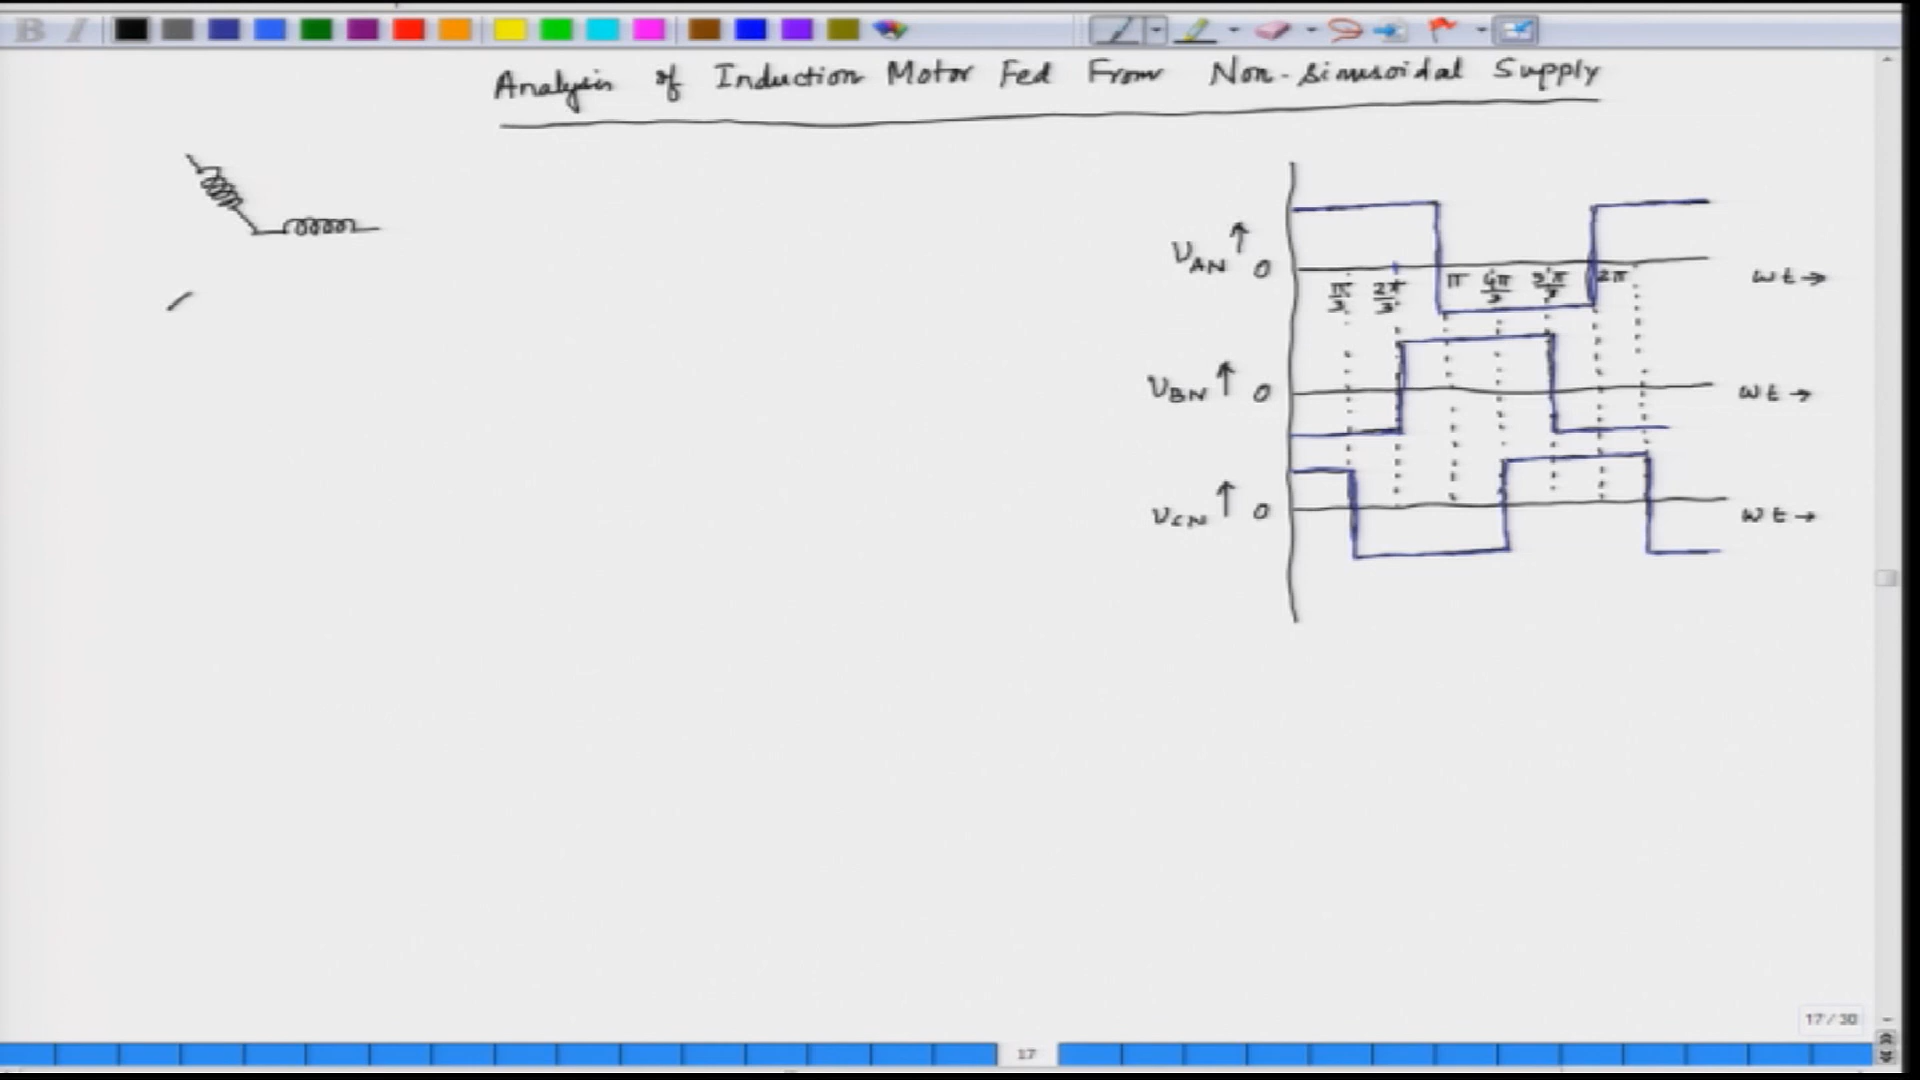 Analysis of Induction Motor Fed From Non-sinusoidal Supply
B I
VAN ↑ 0
π/3 2π/3 π 4π/3 5π/3 2π
ωt →
VBN ↑ 0 ωt →
VCN ↑ 0 ωt →
17 / 30
17